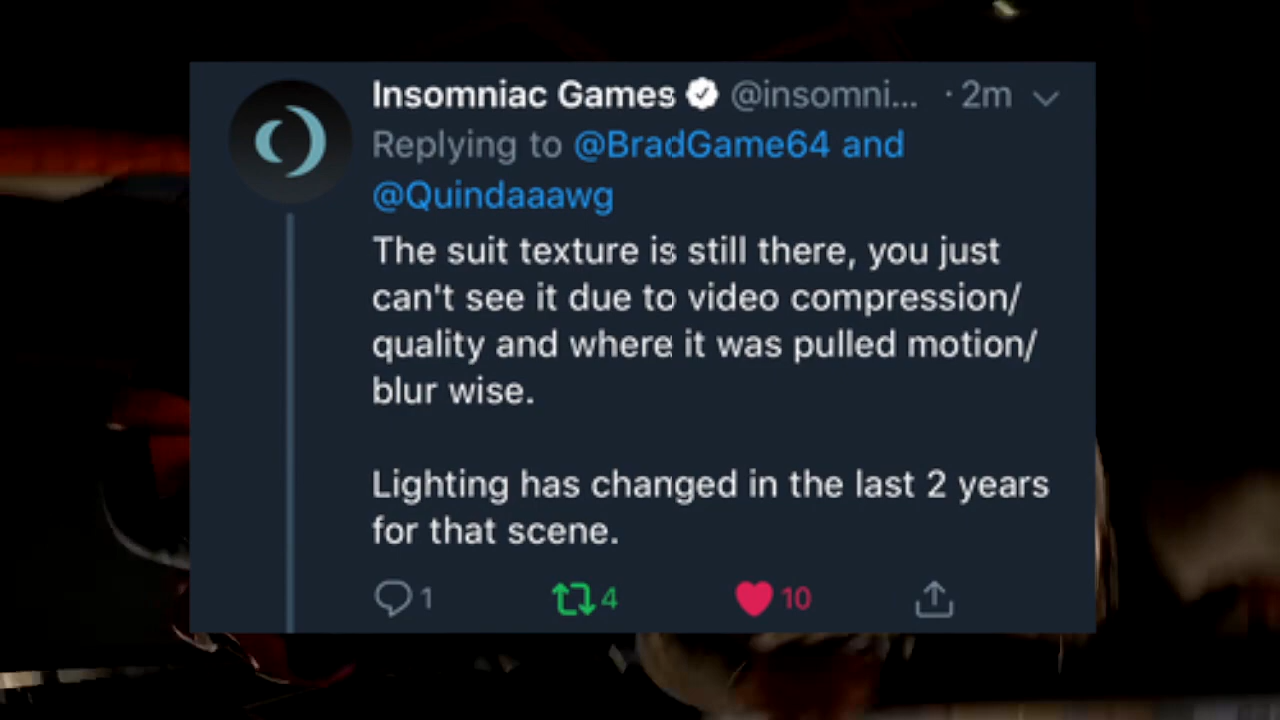 Insomniac Games @insomni... · 2m
Replying to @BradGame64 and
@Quindaaawg
The suit texture is still there, you just
can't see it due to video compression/
quality and where it was pulled motion/
blur wise.
Lighting has changed in the last 2 years
for that scene.
1 4 10